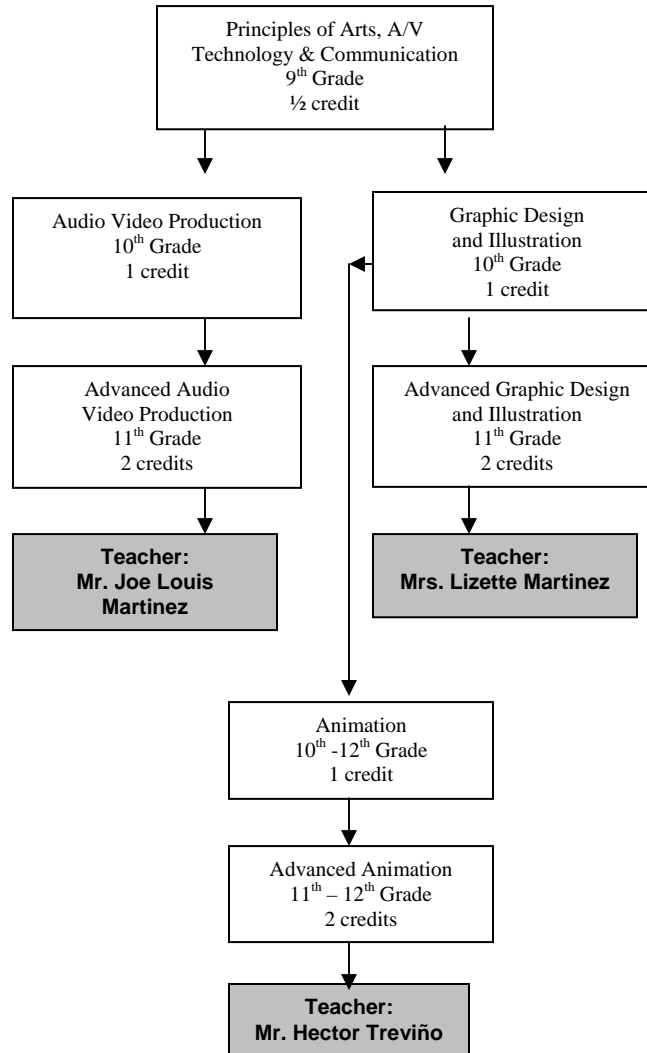 Principles of Arts, A/V
Technology & Communication
9th Grade
½ credit
Audio Video Production
10th Grade
1 credit
Graphic Design
and Illustration
10th Grade
1 credit
Advanced Audio
Video Production
11th Grade
2 credits
Advanced Graphic Design
and Illustration
11th Grade
2 credits
Teacher:
Mr. Joe Louis
Martinez
Teacher:
Mrs. Lizette Martinez
Animation
10th -12th Grade
1 credit
Advanced Animation
11th – 12th Grade
2 credits
Teacher:
Mr. Hector Treviño